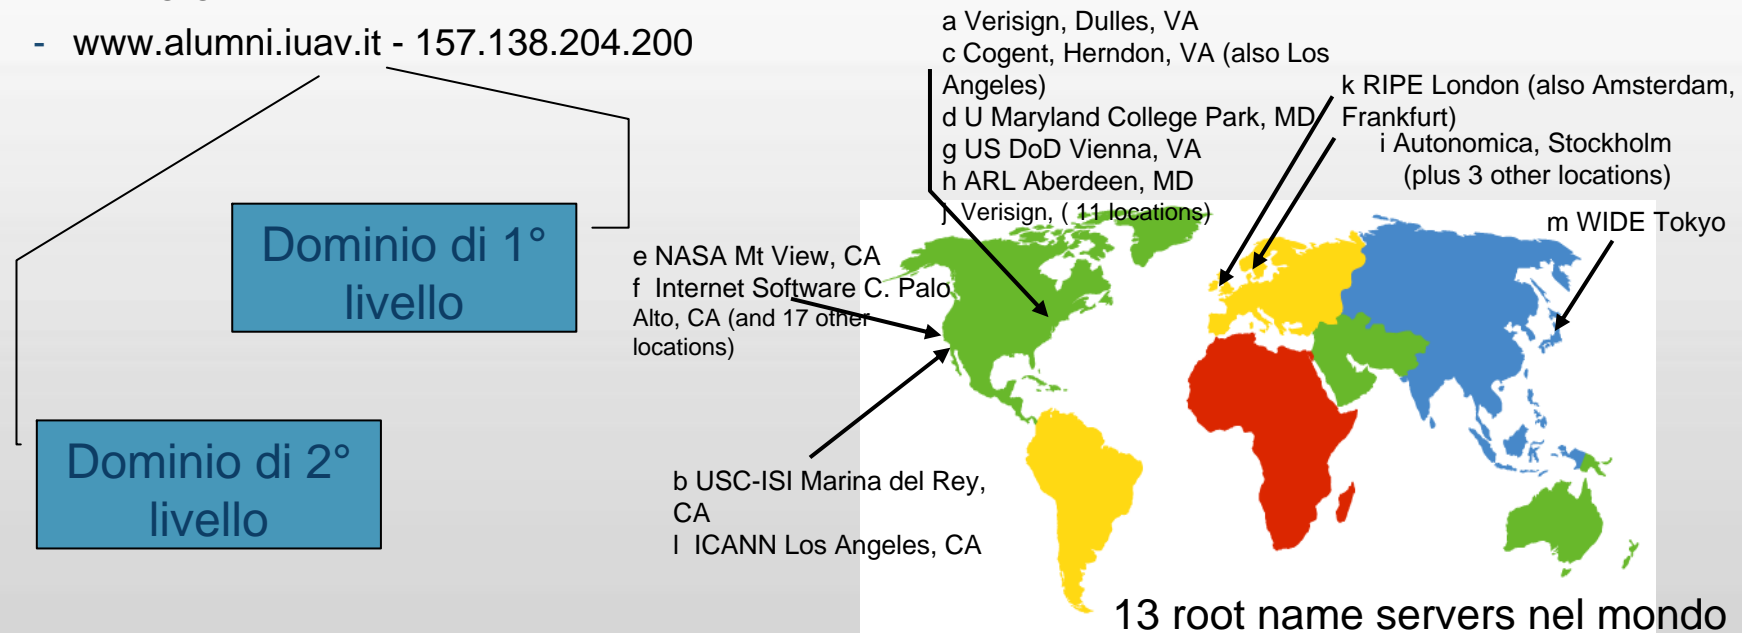 - www.alumni.iuav.it - 157.138.204.200
Dominio di 1°
livello
Dominio di 2°
livello
a Verisign, Dulles, VA
c Cogent, Herndon, VA (also Los
Angeles)
d U Maryland College Park, MD
g US DoD Vienna, VA
h ARL Aberdeen, MD
j Verisign, ( 11 locations)
k RIPE London (also Amsterdam,
Frankfurt)
i Autonomica, Stockholm
(plus 3 other locations)
m WIDE Tokyo
e NASA Mt View, CA
f Internet Software C. Palo
Alto, CA (and 17 other
locations)
b USC-ISI Marina del Rey,
CA
l ICANN Los Angeles, CA
13 root name servers nel mondo